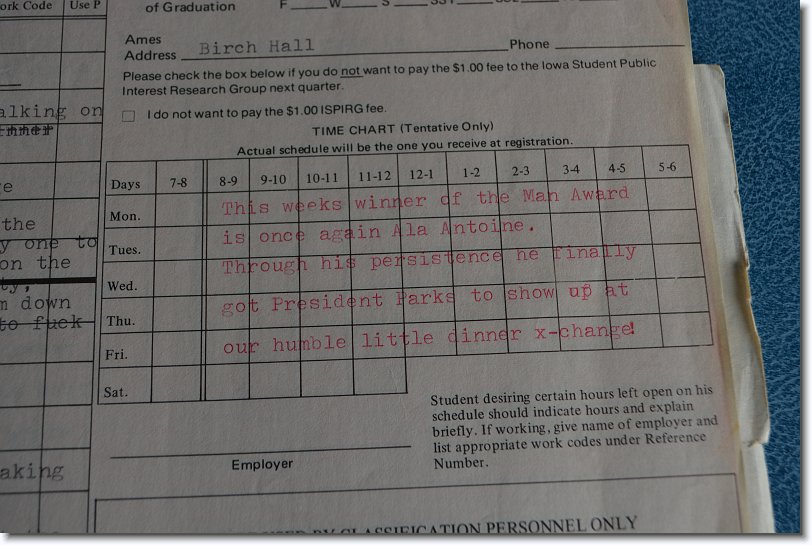 ork Code Use P
of Graduation F W S
Ames
Address Birch Hall Phone
Please check the box below if you do not want to pay the $1.00 fee to the Iowa Student Public
Interest Research Group next quarter.
I do not want to pay the $1.00 ISPIRG fee.
TIME CHART (Tentative Only)
Actual schedule will be the one you receive at registration.
Days 7-8 8-9 9-10 10-11 11-12 12-1 1-2 2-3 3-4 4-5 5-6
Mon. This weeks winner of the Man Award
Tues. is once again Ala Antoine.
Wed. Through his persistence he finally
Thu. got President Parks to show up at
Fri. our humble little dinner x-change!
Sat.
Student desiring certain hours left open on his
schedule should indicate hours and explain
briefly. If working, give name of employer and
list appropriate work codes under Reference
Number.
Employer
BY CLASSIFICATION PERSONNEL ONLY
alking on
e
the
y one to
on the
ty,
n down
to fuck
aking